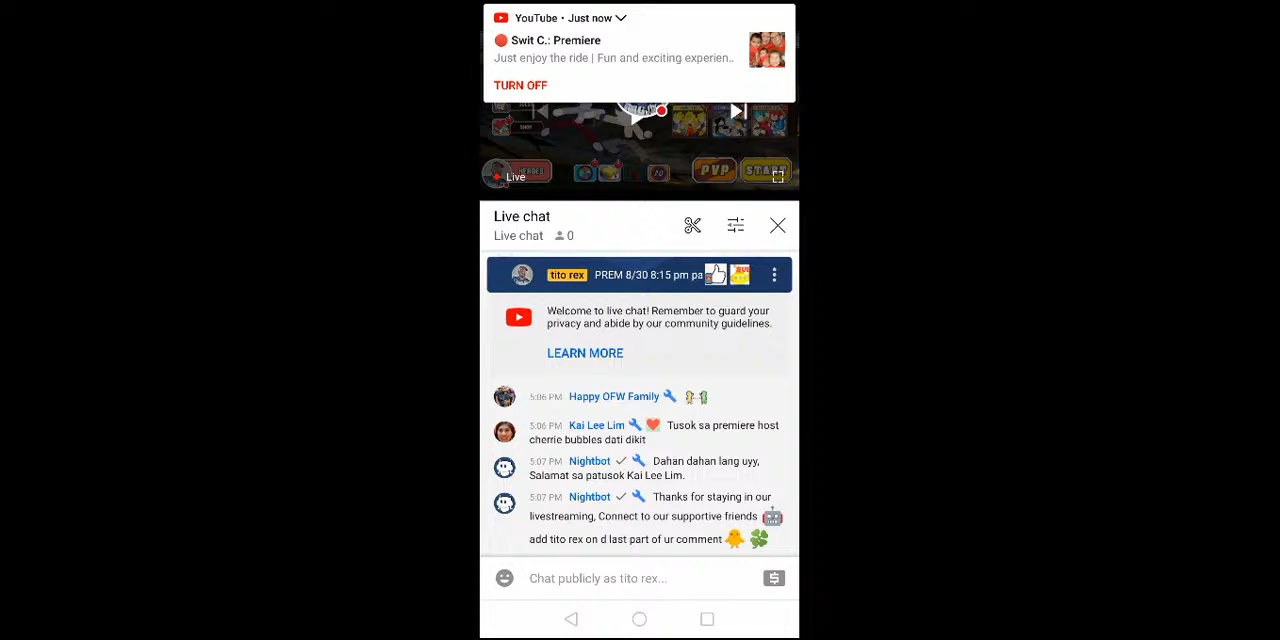 YouTube • Just now
🔴 Swit C.: Premiere
Just enjoy the ride | Fun and exciting experien..
TURN OFF
SHOP
HEROES
Live
AD
PVP
START
Live chat
Live chat 0
tito rex PREM 8/30 8:15 pm pa
Welcome to live chat! Remember to guard your
privacy and abide by our community guidelines.
LEARN MORE
5:06 PM Happy OFW Family
5:06 PM Kai Lee Lim ❤️ Tusok sa premiere host
cherrie bubbles dati dikit
5:07 PM Nightbot ✓ Dahan dahan lang uyy,
Salamat sa patusok Kai Lee Lim.
5:07 PM Nightbot ✓ Thanks for staying in our
livestreaming, Connect to our supportive friends 🤖
add tito rex on d last part of ur comment 🐥 🍀
Chat publicly as tito rex...